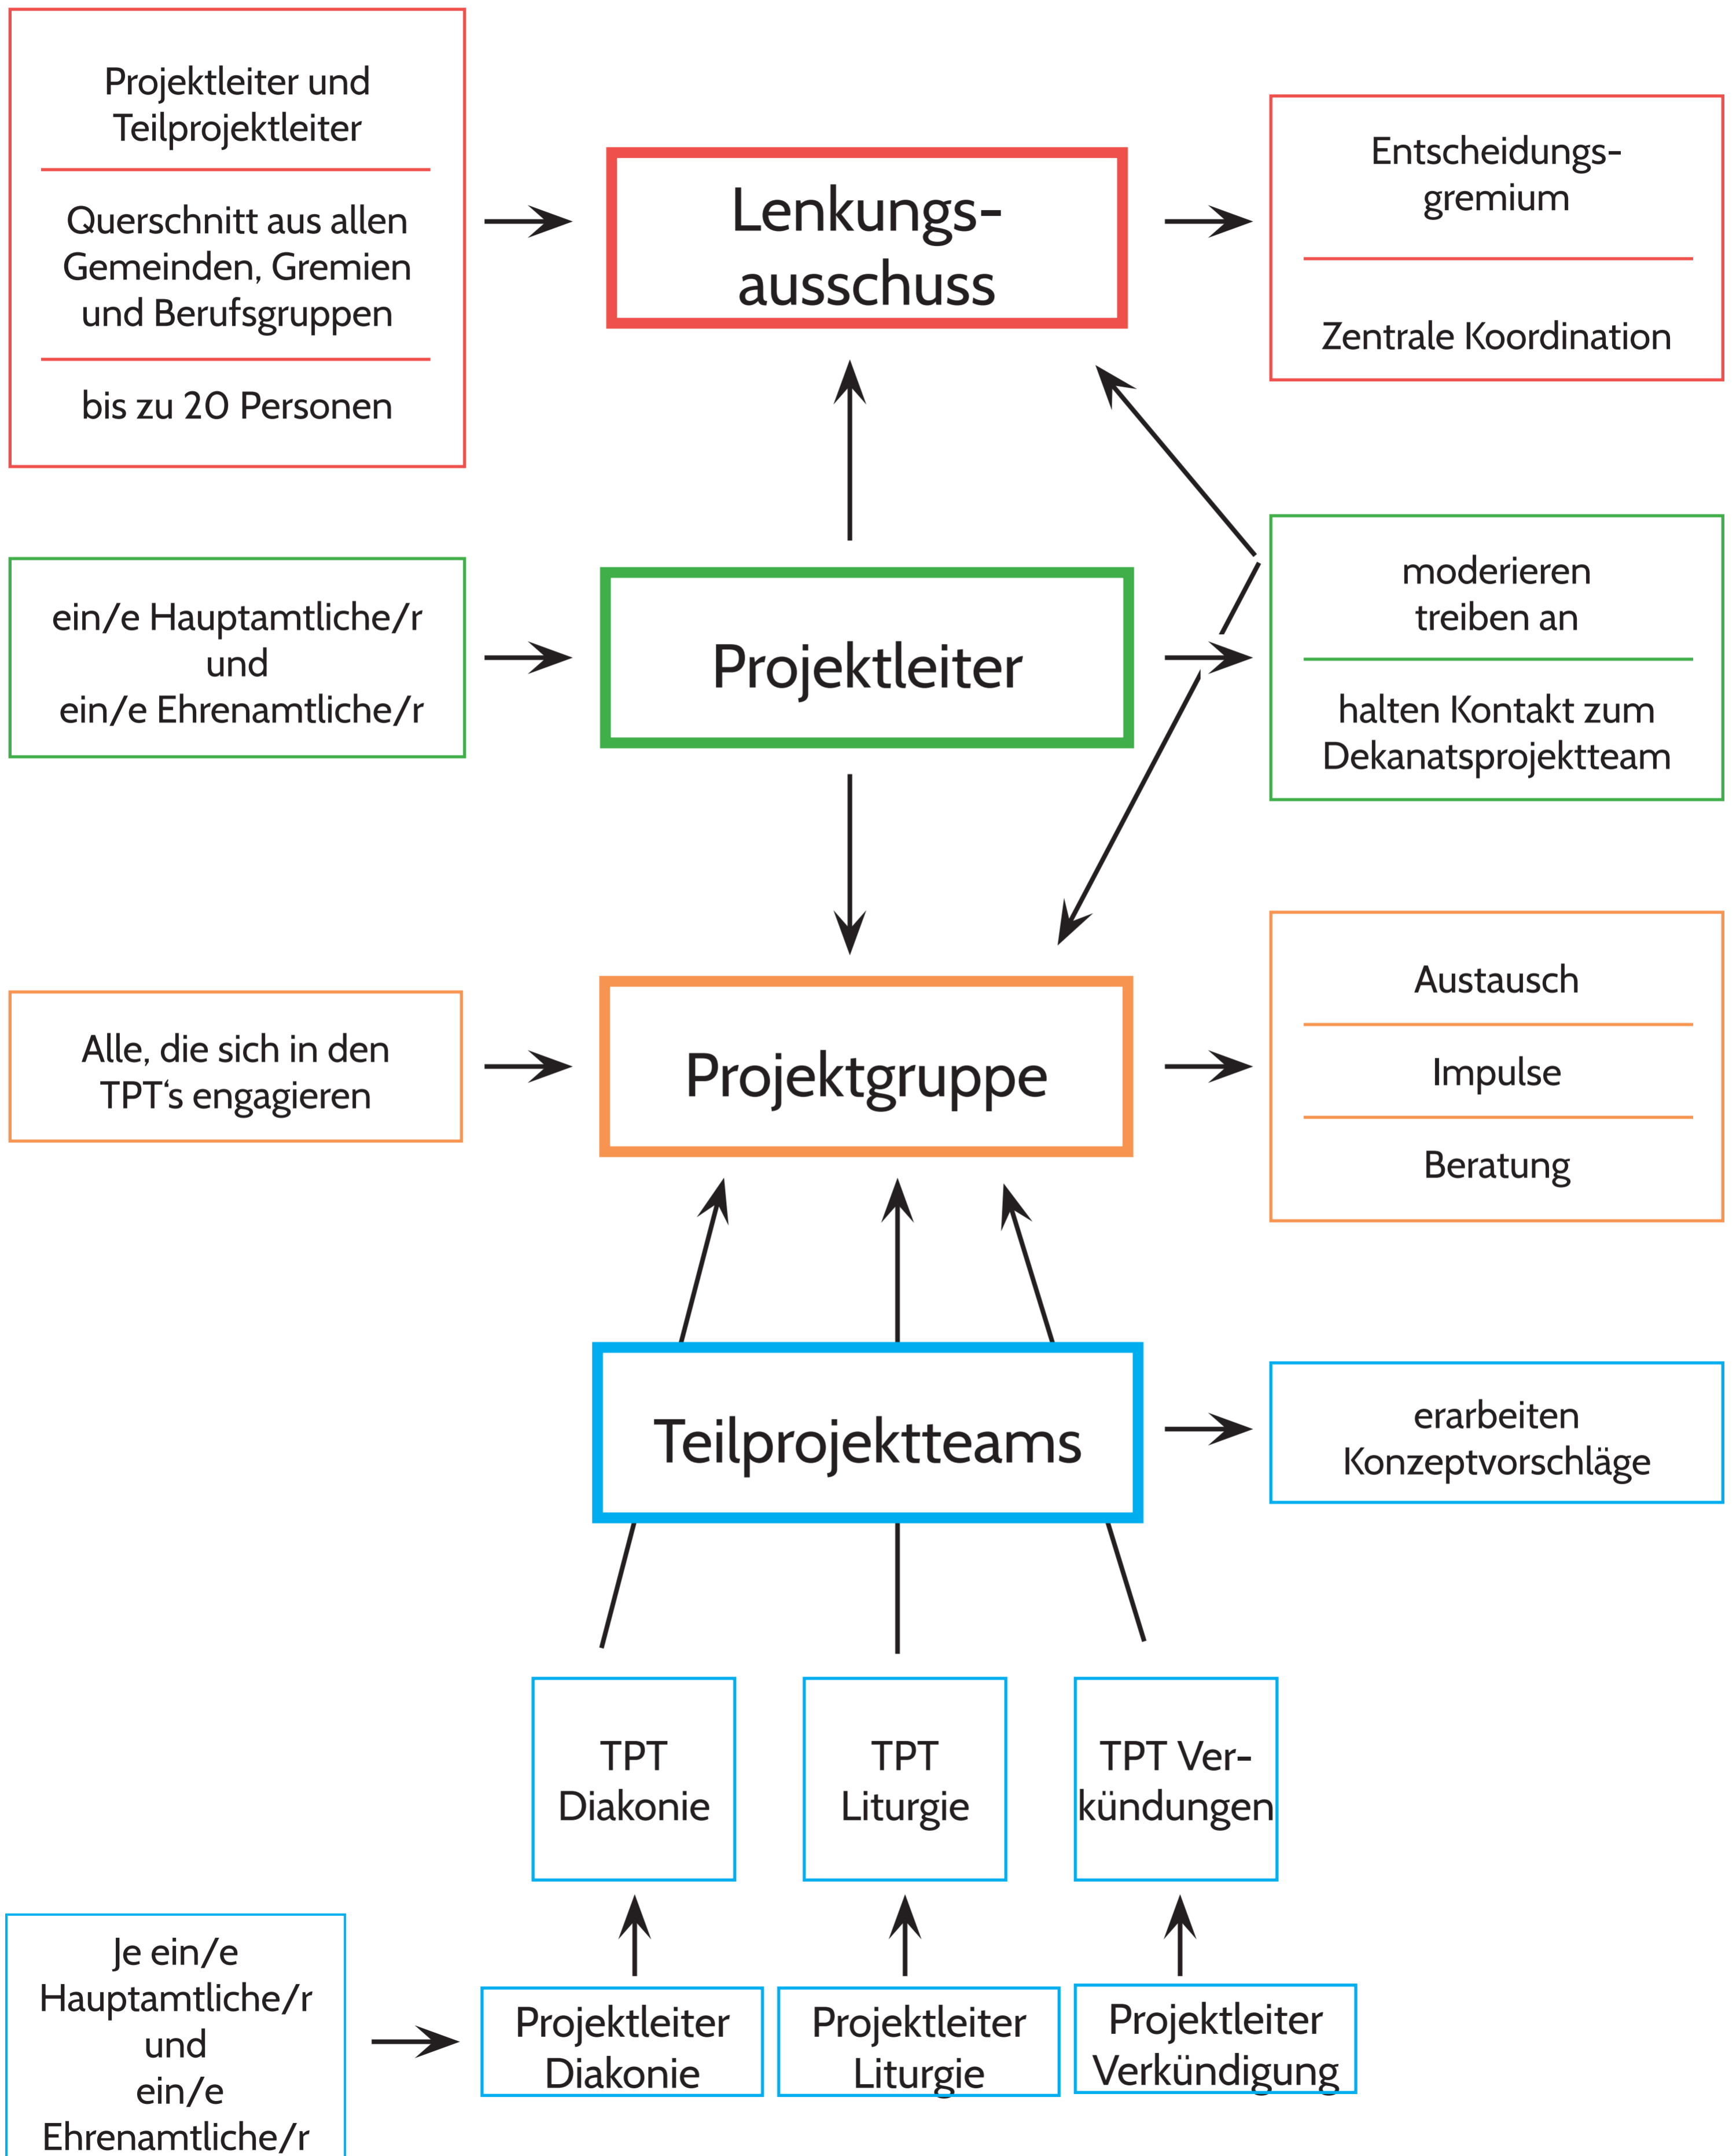 Projektleiter und
Teilprojektleiter
Querschnitt aus allen
Gemeinden, Gremien
und Berufsgruppen
bis zu 20 Personen
Lenkungs-
ausschuss
Entscheidungs-
gremium
Zentrale Koordination
ein/e Hauptamtliche/r
und
ein/e Ehrenamtliche/r
Projektleiter
moderieren
treiben an
halten Kontakt zum
Dekanatsprojektteam
Alle, die sich in den
TPT‘s engagieren
Projektgruppe
Austausch
Impulse
Beratung
Teilprojektteams
erarbeiten
Konzeptvorschläge
TPT
Diakonie
TPT
Liturgie
TPT Ver-
kündungen
Je ein/e
Hauptamtliche/r
und
ein/e
Ehrenamtliche/r
Projektleiter
Diakonie
Projektleiter
Liturgie
Projektleiter
Verkündigung